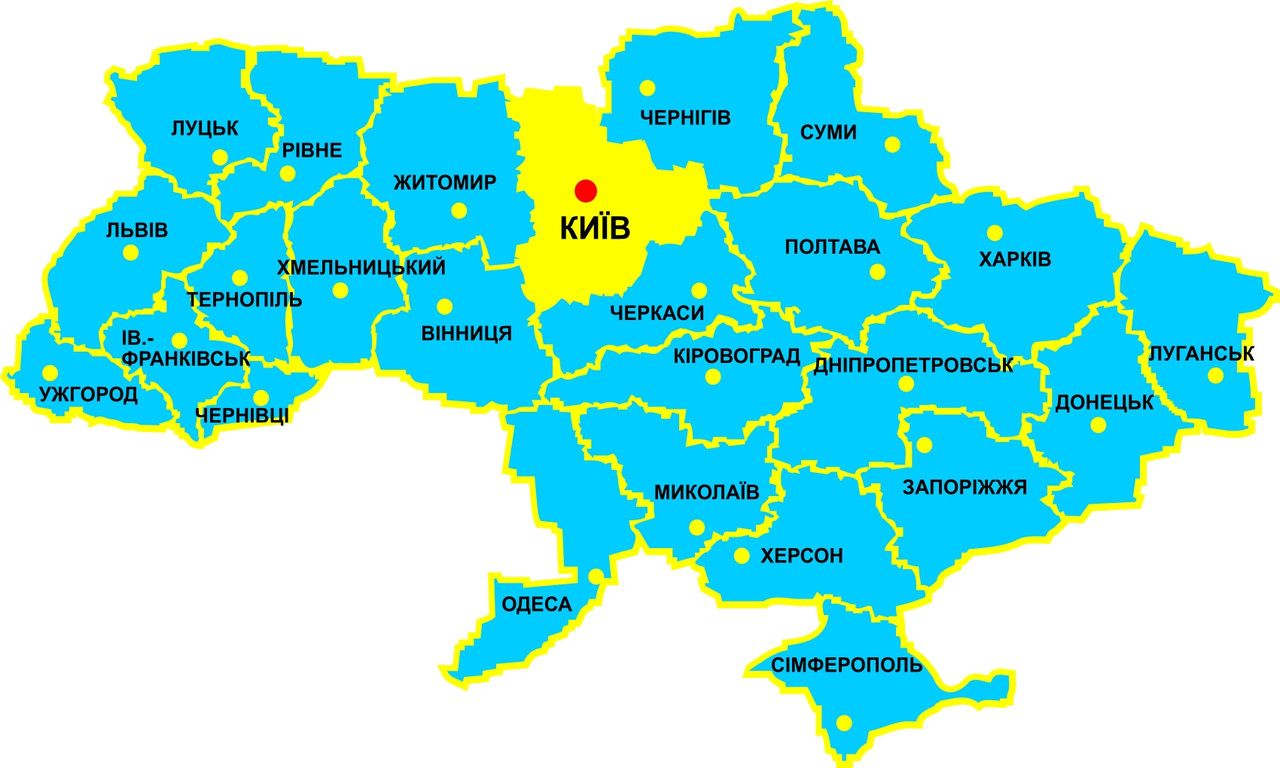 ЧЕРНІГІВ
СУМИ
ЛУЦЬК
РІВНЕ
ЖИТОМИР
КИЇВ
ЛЬВІВ
ПОЛТАВА
ХАРКІВ
ХМЕЛЬНИЦЬКИЙ
ТЕРНОПІЛЬ
ЧЕРКАСИ
ВІННИЦЯ
ІВ.-
ФРАНКІВСЬК
КІРОВОГРАД
ДНІПРОПЕТРОВСЬК
ЛУГАНСЬК
УЖГОРОД
ДОНЕЦЬК
ЧЕРНІВЦІ
ЗАПОРІЖЖЯ
МИКОЛАЇВ
ХЕРСОН
ОДЕСА
СІМФЕРОПОЛЬ